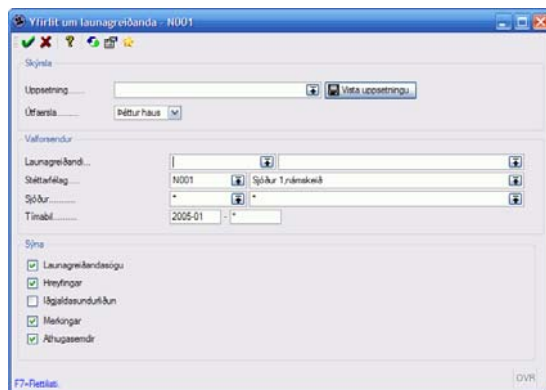 Yfirlit um launagreiðanda - N001
Skýrsla
Uppsetning...... Vista uppsetningu
Útfærsla......... Þéttur haus
Valforsendur
Launagreiðandi...
Stéttarfélag..... N001 Sjóður 1,námskeið
Sjóður........... * *
Tímabil.......... 2005-01 - *
Sýna
Launagreiðandasögu
Hreyfingar
Iðgjaldasundurliðun
Merkingar
Athugasemdir
F7=Flettilisti. OVR